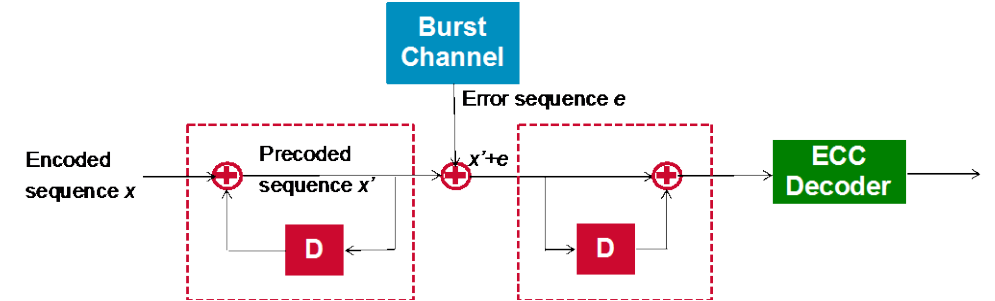 Burst
Channel
Error sequence e
Encoded
sequence x
Precoded
sequence x'
x'+e
D
D
ECC
Decoder